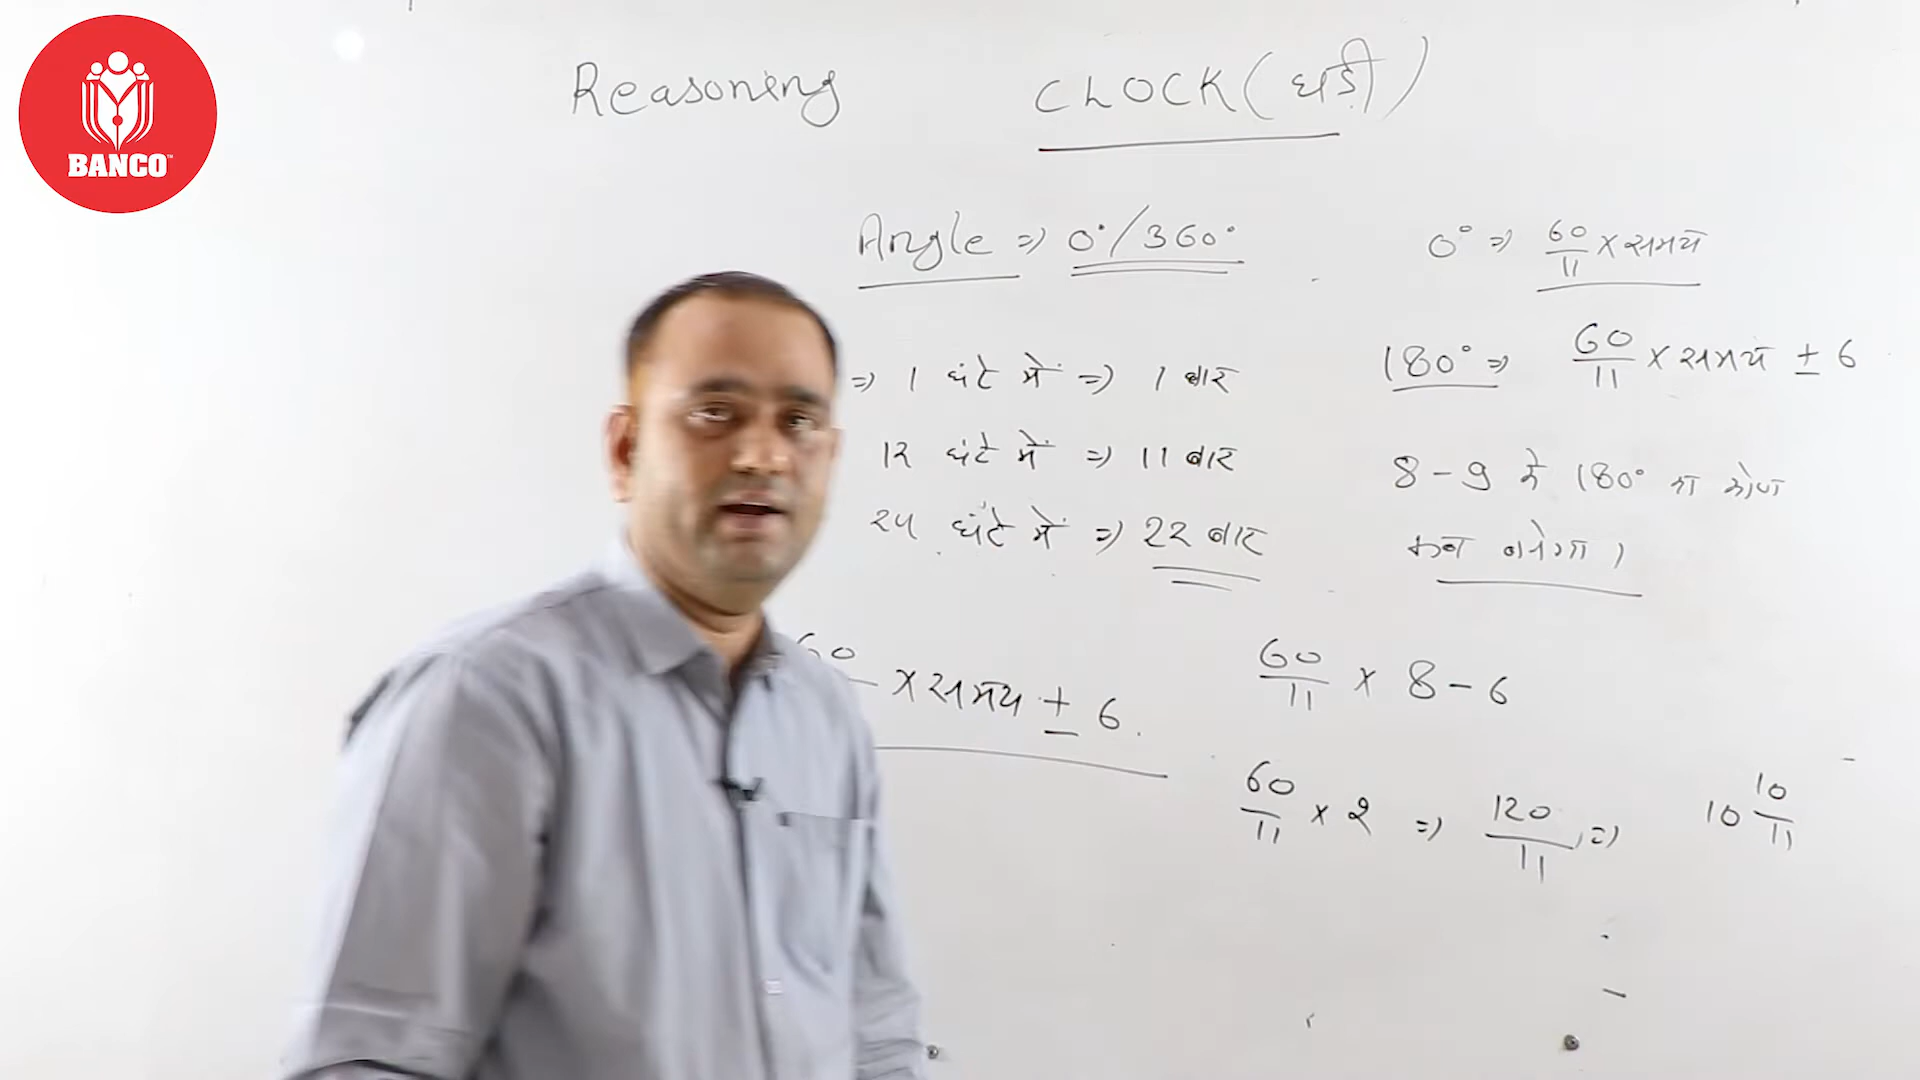 BANCO
Reasoning CLOCK (घड़ी)
Angle ⇒ 0°/360°
⇒ 1 घंटे में ⇒ 1 बार
12 घंटे में ⇒ 11 बार
24 घंटे में ⇒ 22 बार
60 × समय ± 6
0° ⇒ 60/11 × समय
180° ⇒ 60/11 × समय ± 6
8 - 9 में 180° का कोण
कब बनेगा ।
60/11 × 8 - 6
60/11 × 2 ⇒ 120/11 ⇒ 10 10/11